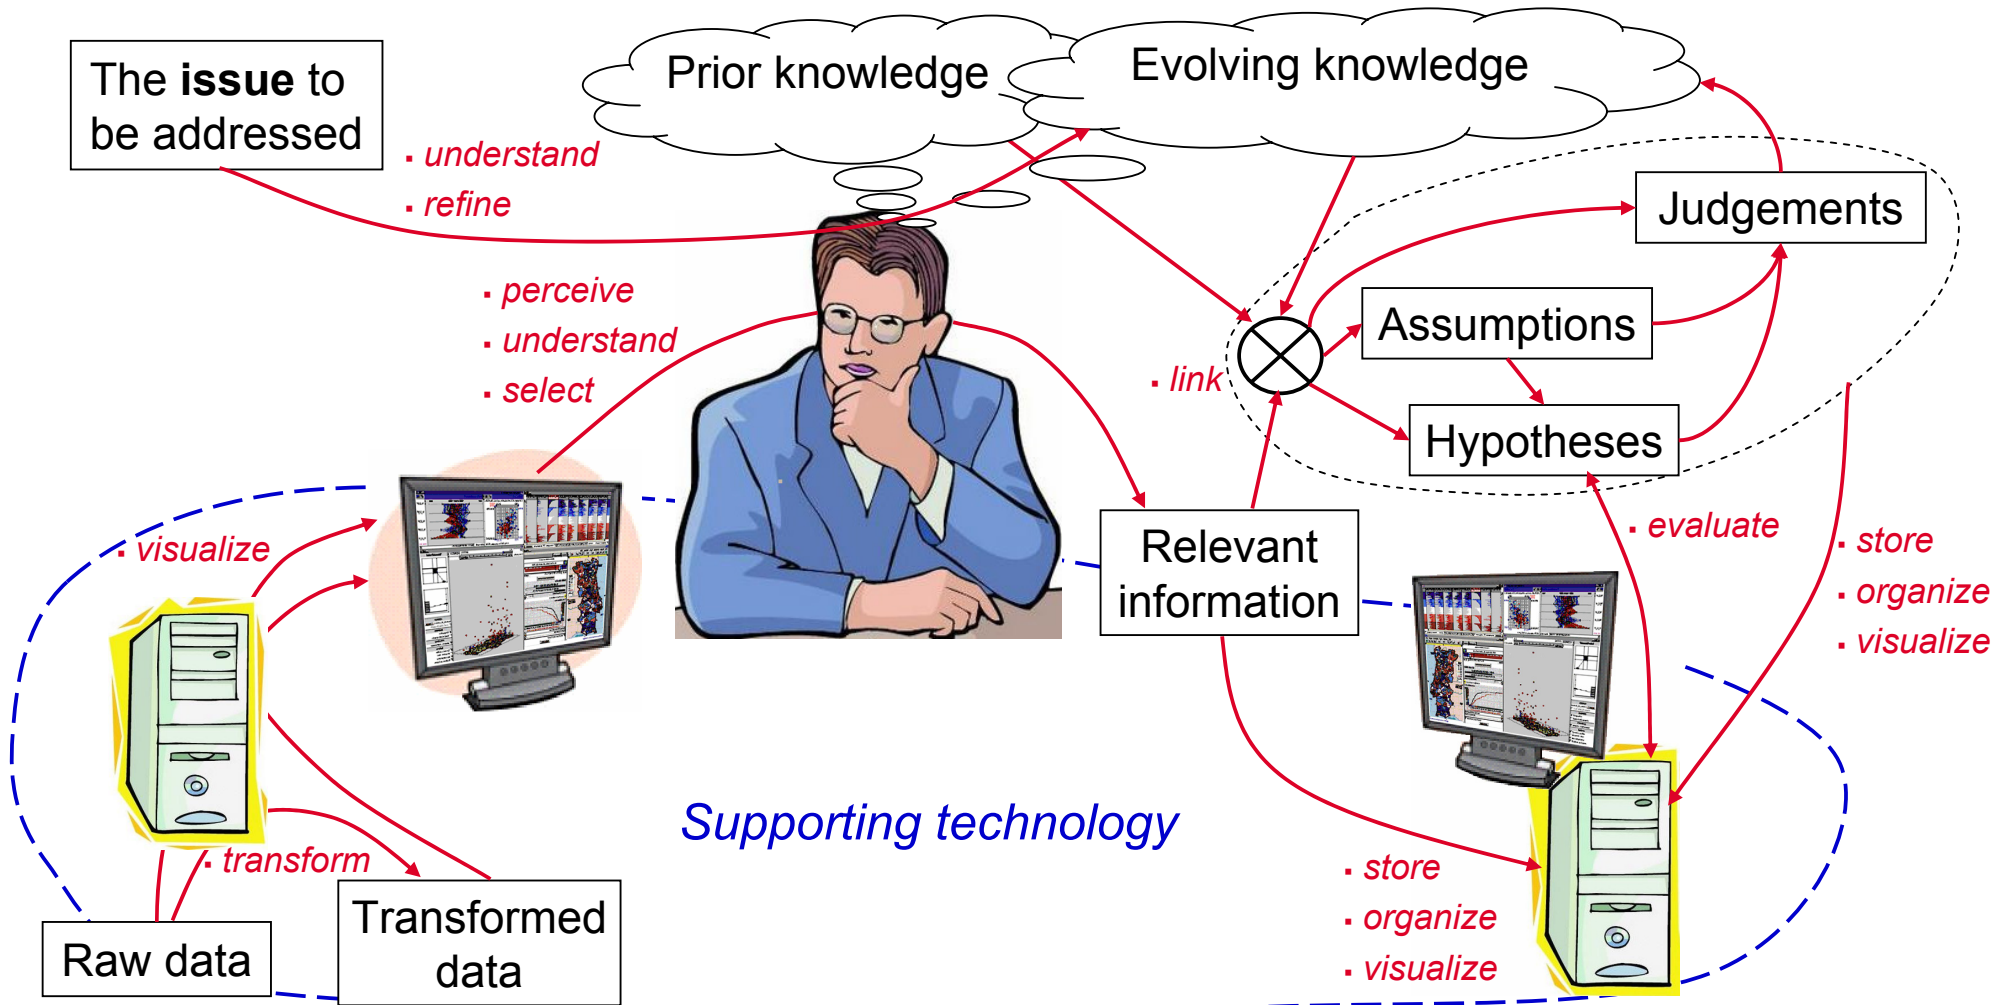 The issue to
be addressed
Prior knowledge
Evolving knowledge
▪ understand
▪ refine
Judgements
▪ perceive
▪ understand
▪ select
Assumptions
▪ link
Hypotheses
▪ visualize
Relevant
information
▪ evaluate
▪ store
▪ organize
▪ visualize
Supporting technology
▪ transform
▪ store
▪ organize
▪ visualize
Raw data
Transformed
data